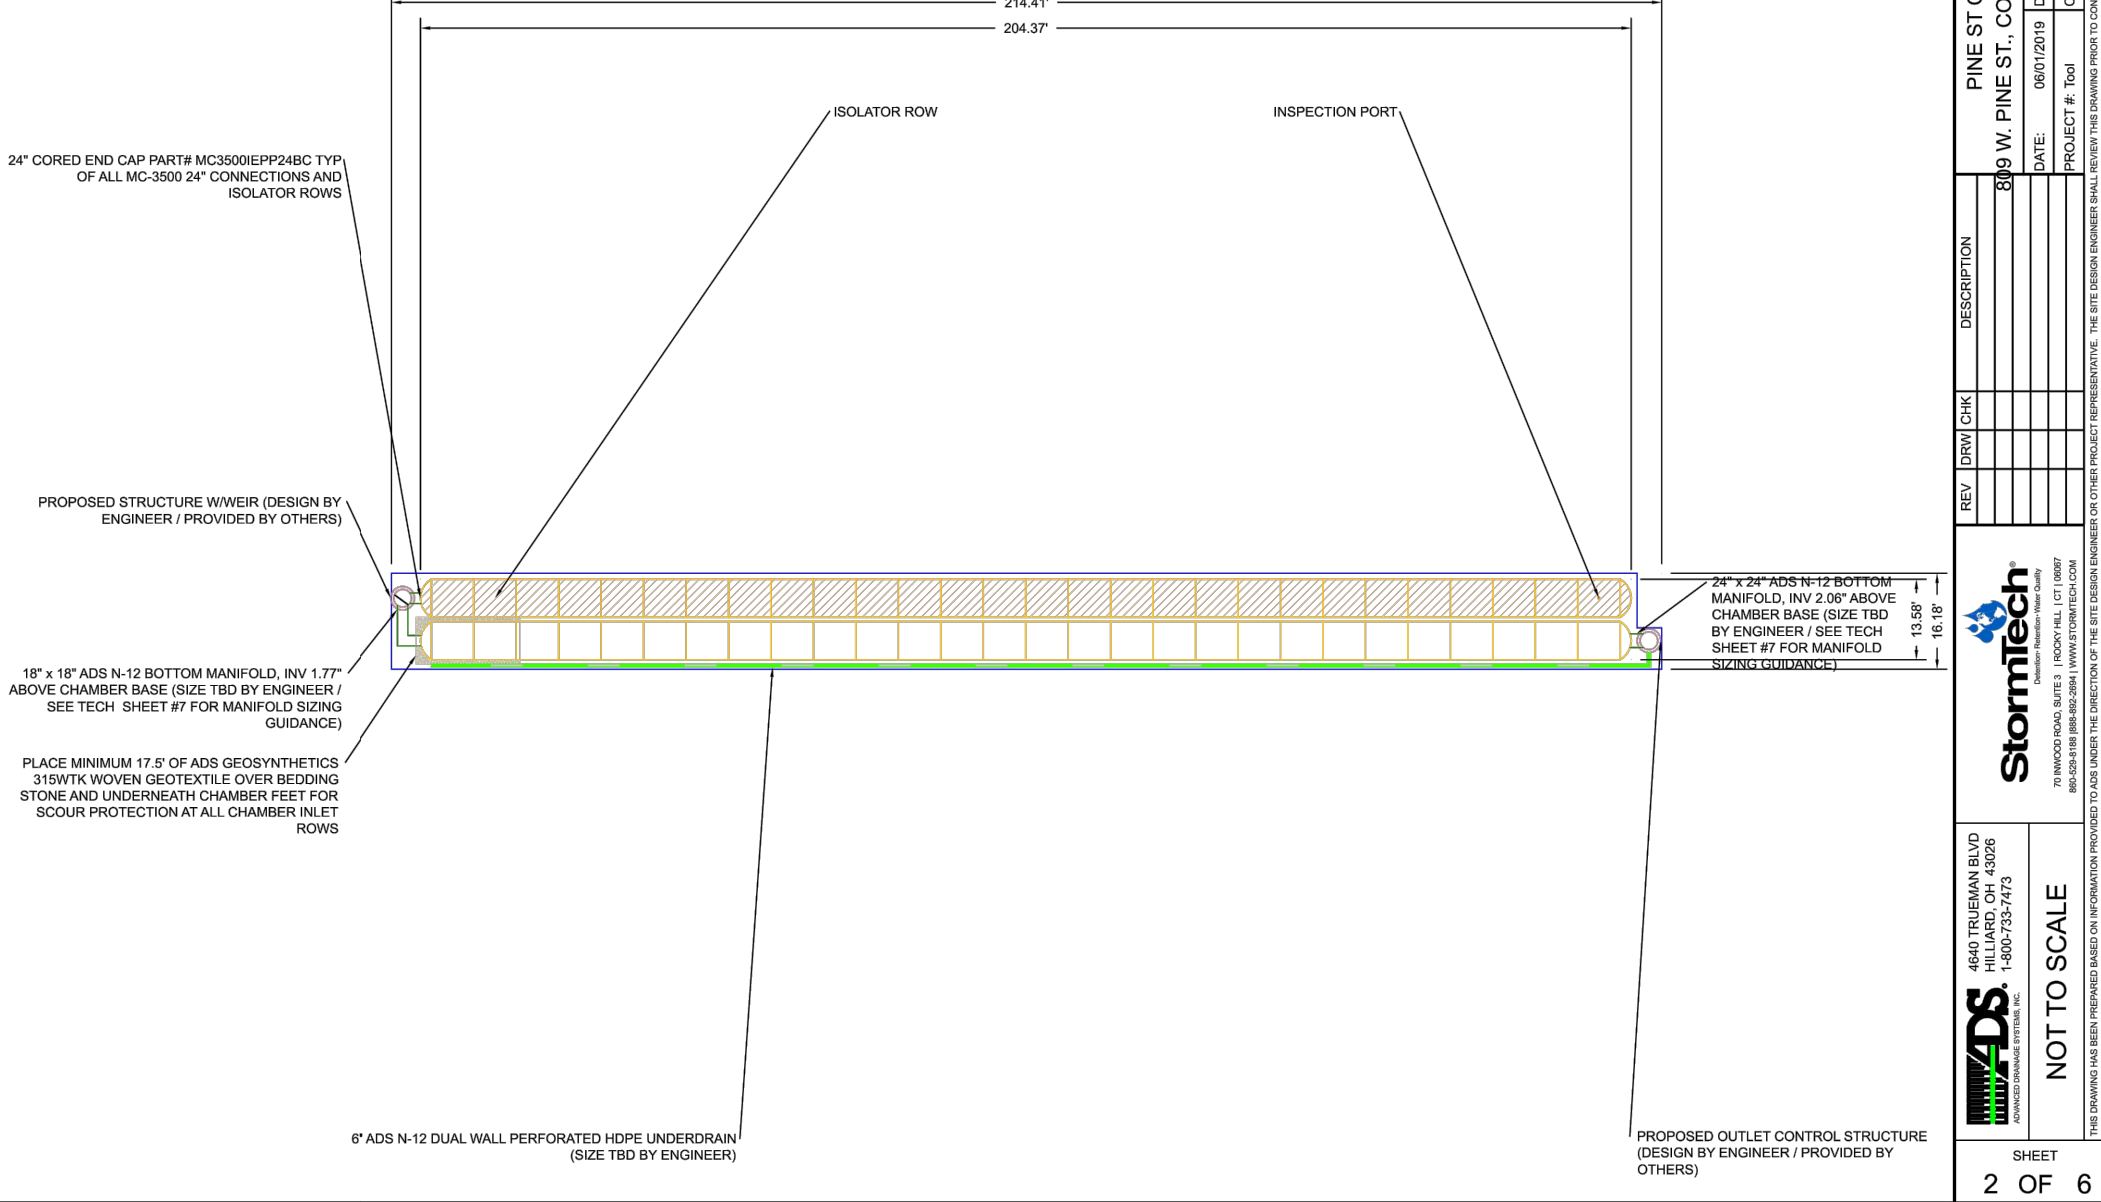 214.41'
204.37'
ISOLATOR ROW
INSPECTION PORT
24" CORED END CAP PART# MC3500IEPP24BC TYP
OF ALL MC-3500 24" CONNECTIONS AND
ISOLATOR ROWS
PROPOSED STRUCTURE W/WEIR (DESIGN BY
ENGINEER / PROVIDED BY OTHERS)
18" x 18" ADS N-12 BOTTOM MANIFOLD, INV 1.77"
ABOVE CHAMBER BASE (SIZE TBD BY ENGINEER /
SEE TECH SHEET #7 FOR MANIFOLD SIZING
GUIDANCE)
PLACE MINIMUM 17.5' OF ADS GEOSYNTHETICS
315WTK WOVEN GEOTEXTILE OVER BEDDING
STONE AND UNDERNEATH CHAMBER FEET FOR
SCOUR PROTECTION AT ALL CHAMBER INLET
ROWS
24" x 24" ADS N-12 BOTTOM
MANIFOLD, INV 2.06" ABOVE
CHAMBER BASE (SIZE TBD
BY ENGINEER / SEE TECH
SHEET #7 FOR MANIFOLD
SIZING GUIDANCE)
13.58'
16.18'
6" ADS N-12 DUAL WALL PERFORATED HDPE UNDERDRAIN
(SIZE TBD BY ENGINEER)
PROPOSED OUTLET CONTROL STRUCTURE
(DESIGN BY ENGINEER / PROVIDED BY
OTHERS)
PINE ST
809 W. PINE ST., CO
DATE: 06/01/2019
PROJECT #: Tool
REV DRW CHK DESCRIPTION
StormTech®
Detention • Retention • Water Quality
70 INWOOD ROAD, SUITE 3 | ROCKY HILL | CT | 06067
860-529-8188 |888-892-2694 | WWW.STORMTECH.COM
4640 TRUEMAN BLVD
HILLIARD, OH 43026
1-800-733-7473
ADS®
ADVANCED DRAINAGE SYSTEMS, INC.
NOT TO SCALE
THIS DRAWING HAS BEEN PREPARED BASED ON INFORMATION PROVIDED TO ADS UNDER THE DIRECTION OF THE SITE DESIGN ENGINEER OR OTHER PROJECT REPRESENTATIVE. THE SITE DESIGN ENGINEER SHALL REVIEW THIS DRAWING PRIOR TO CON
SHEET
2 OF 6